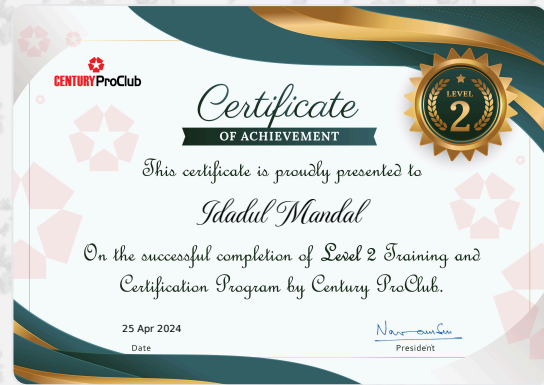 CENTURY ProClub
LEVEL
2
Certificate
OF ACHIEVEMENT
This certificate is proudly presented to
Idadul Mandal
On the successful completion of Level 2 Training and
Certification Program by Century ProClub.
25 Apr 2024
Date
President